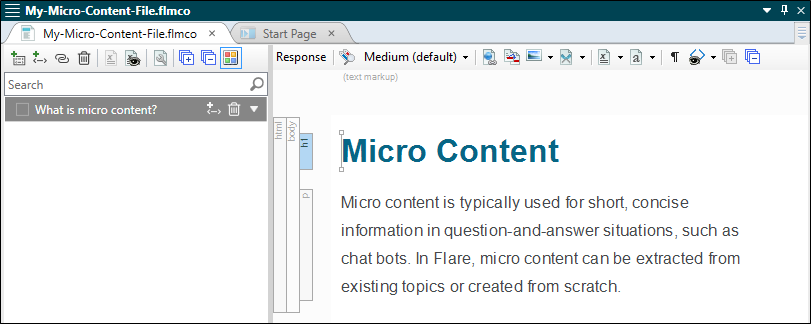 My-Micro-Content-File.flmco
My-Micro-Content-File.flmco
Start Page
Response
Medium (default)
(text markup)
Search
What is micro content?
html
body
h1
p
Micro Content
Micro content is typically used for short, concise
information in question-and-answer situations, such as
chat bots. In Flare, micro content can be extracted from
existing topics or created from scratch.